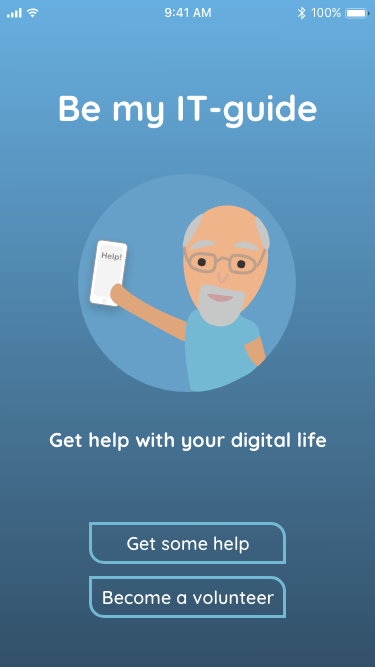 9:41 AM 100%
Be my IT-guide
Help!
Get help with your digital life
Get some help
Become a volunteer